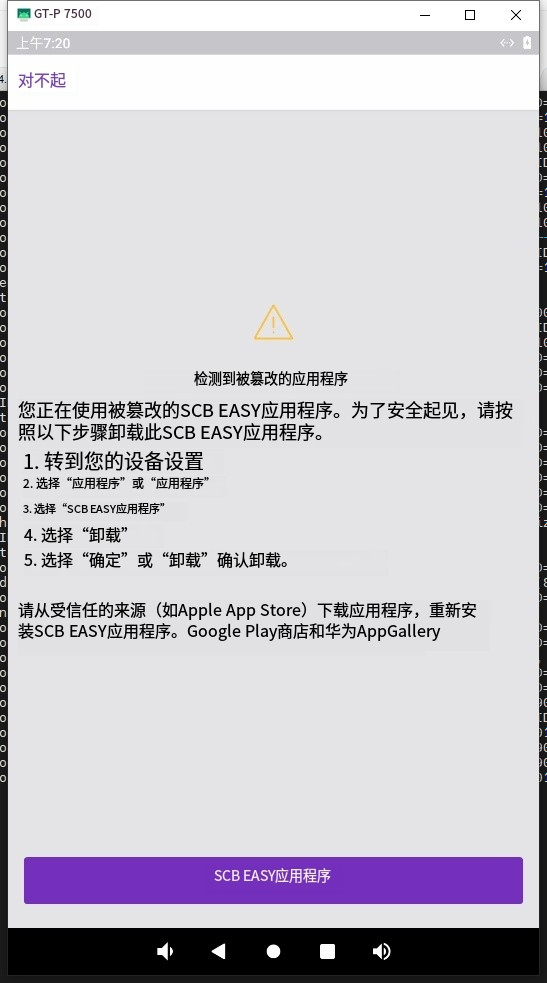 GT-P 7500
上午7:20
对不起
检测到被篡改的应用程序
您正在使用被篡改的SCB EASY应用程序。为了安全起见，请按
照以下步骤卸载此SCB EASY应用程序。
1. 转到您的设备设置
2. 选择“应用程序”或“应用程序”
3. 选择“SCB EASY应用程序”
4. 选择“卸载”
5. 选择“确定”或“卸载”确认卸载。
请从受信任的来源（如Apple App Store）下载应用程序，重新安
装SCB EASY应用程序。Google Play商店和华为AppGallery
SCB EASY应用程序